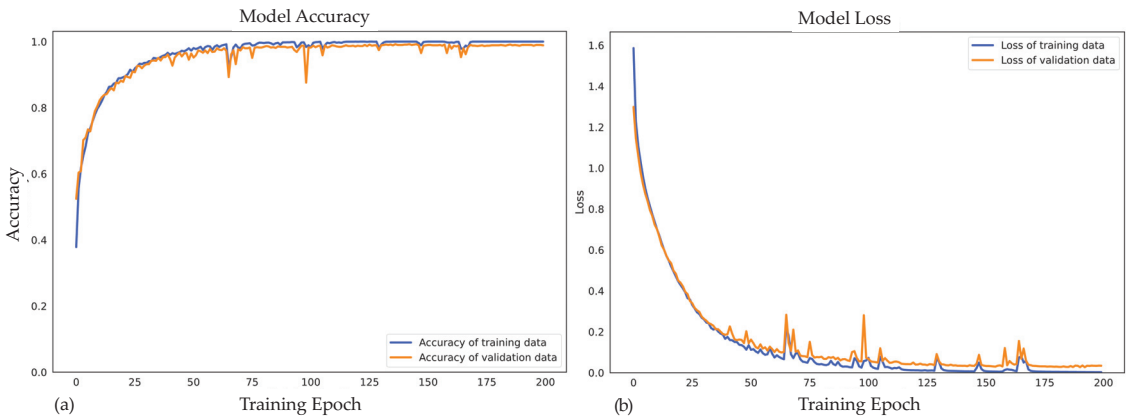 Model Accuracy
1.0
0.8
0.6
0.4
0.2
0.0
Accuracy
Accuracy of training data
Accuracy of validation data
0 25 50 75 100 125 150 175 200
(a) Training Epoch
Model Loss
1.6
1.4
1.2
1.0
0.8
0.6
0.4
0.2
0.0
Loss
Loss of training data
Loss of validation data
0 25 50 75 100 125 150 175 200
(b) Training Epoch